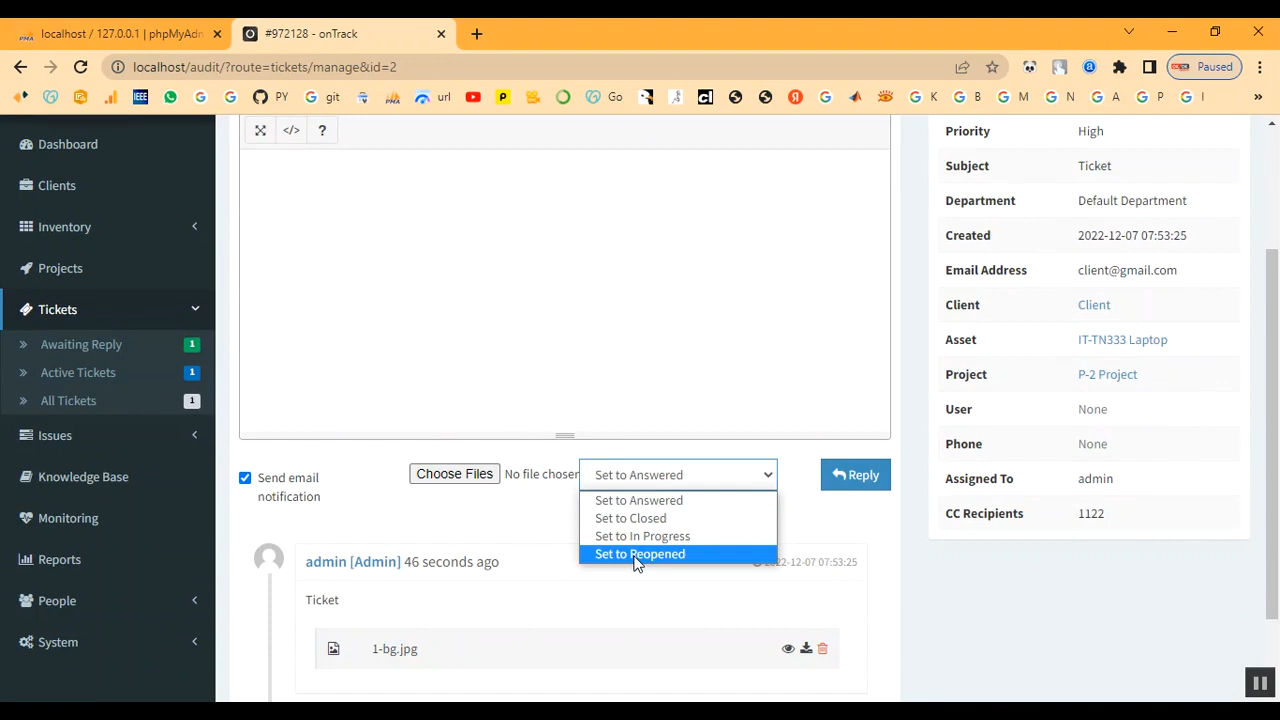 localhost / 127.0.0.1 | phpMyAdn
#972128 - onTrack
localhost/audit/?route=tickets/manage&id=2
Paused
IEEE
PY
git
url
Go
K
B
M
N
A
P
I
»
Dashboard
Clients
Inventory
Projects
Tickets
Awaiting Reply 1
Active Tickets 1
All Tickets 1
Issues
Knowledge Base
Monitoring
Reports
People
System
</> ?
Send email
notification
Choose Files No file chosen
Set to Answered
Set to Answered
Set to Closed
Set to In Progress
Set to Reopened
Reply
admin [Admin] 46 seconds ago
2022-12-07 07:53:25
Ticket
1-bg.jpg
Priority High
Subject Ticket
Department Default Department
Created 2022-12-07 07:53:25
Email Address client@gmail.com
Client Client
Asset IT-TN333 Laptop
Project P-2 Project
User None
Phone None
Assigned To admin
CC Recipients 1122